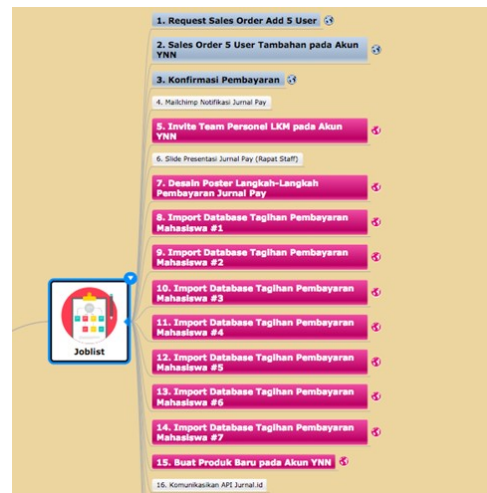 1. Request Sales Order Add 5 User
2. Sales Order 5 User Tambahan pada Akun
YNN
3. Konfirmasi Pembayaran
4. Mailchimp Notifikasi Jurnal Pay
5. Invite Team Personel LKM pada Akun
YNN
6. Slide Presentasi Jurnal Pay (Rapat Staff)
7. Desain Poster Langkah-Langkah
Pembayaran Jurnal Pay
8. Import Database Tagihan Pembayaran
Mahasiswa #1
9. Import Database Tagihan Pembayaran
Mahasiswa #2
10. Import Database Tagihan Pembayaran
Mahasiswa #3
11. Import Database Tagihan Pembayaran
Mahasiswa #4
12. Import Database Tagihan Pembayaran
Mahasiswa #5
13. Import Database Tagihan Pembayaran
Mahasiswa #6
14. Import Database Tagihan Pembayaran
Mahasiswa #7
15. Buat Produk Baru pada Akun YNN
16. Komunikasikan API Jurnal.id
Joblist